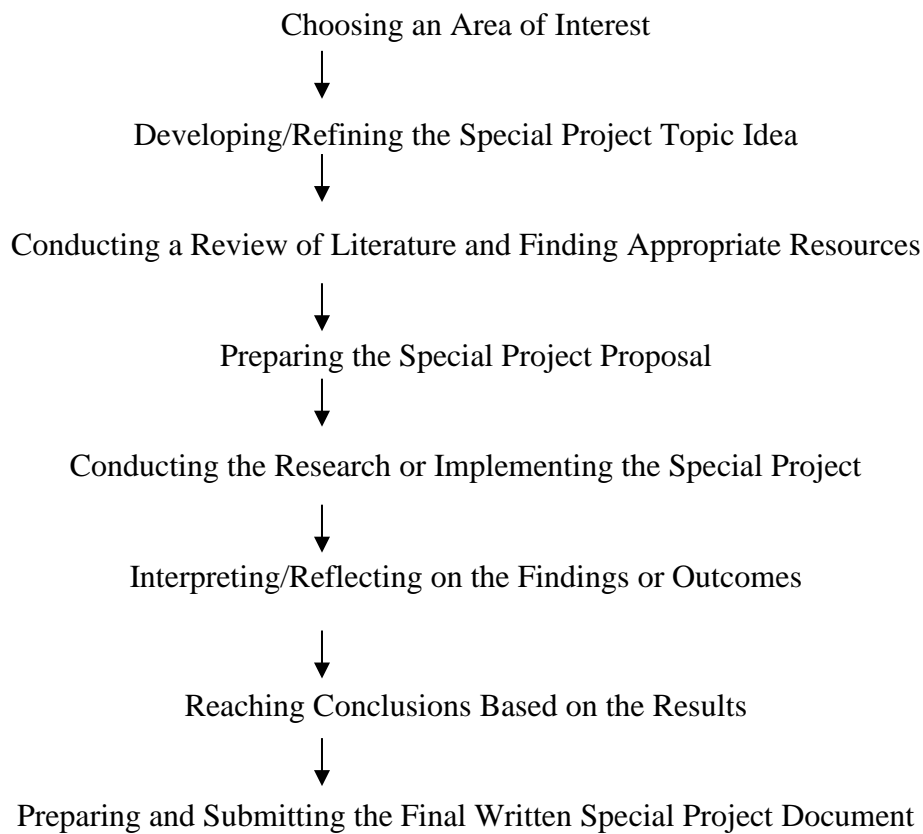 Choosing an Area of Interest
Developing/Refining the Special Project Topic Idea
Conducting a Review of Literature and Finding Appropriate Resources
Preparing the Special Project Proposal
Conducting the Research or Implementing the Special Project
Interpreting/Reflecting on the Findings or Outcomes
Reaching Conclusions Based on the Results
Preparing and Submitting the Final Written Special Project Document